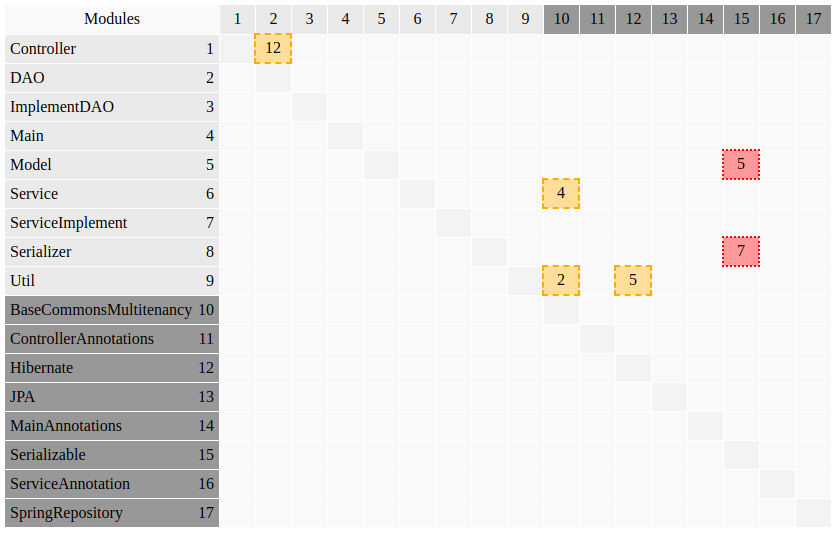 Modules 1 2 3 4 5 6 7 8 9 10 11 12 13 14 15 16 17
Controller 1 12
DAO 2
ImplementDAO 3
Main 4
Model 5 5
Service 6 4
ServiceImplement 7
Serializer 8 7
Util 9 2 5
BaseCommonsMultitenancy 10
ControllerAnnotations 11
Hibernate 12
JPA 13
MainAnnotations 14
Serializable 15
ServiceAnnotation 16
SpringRepository 17